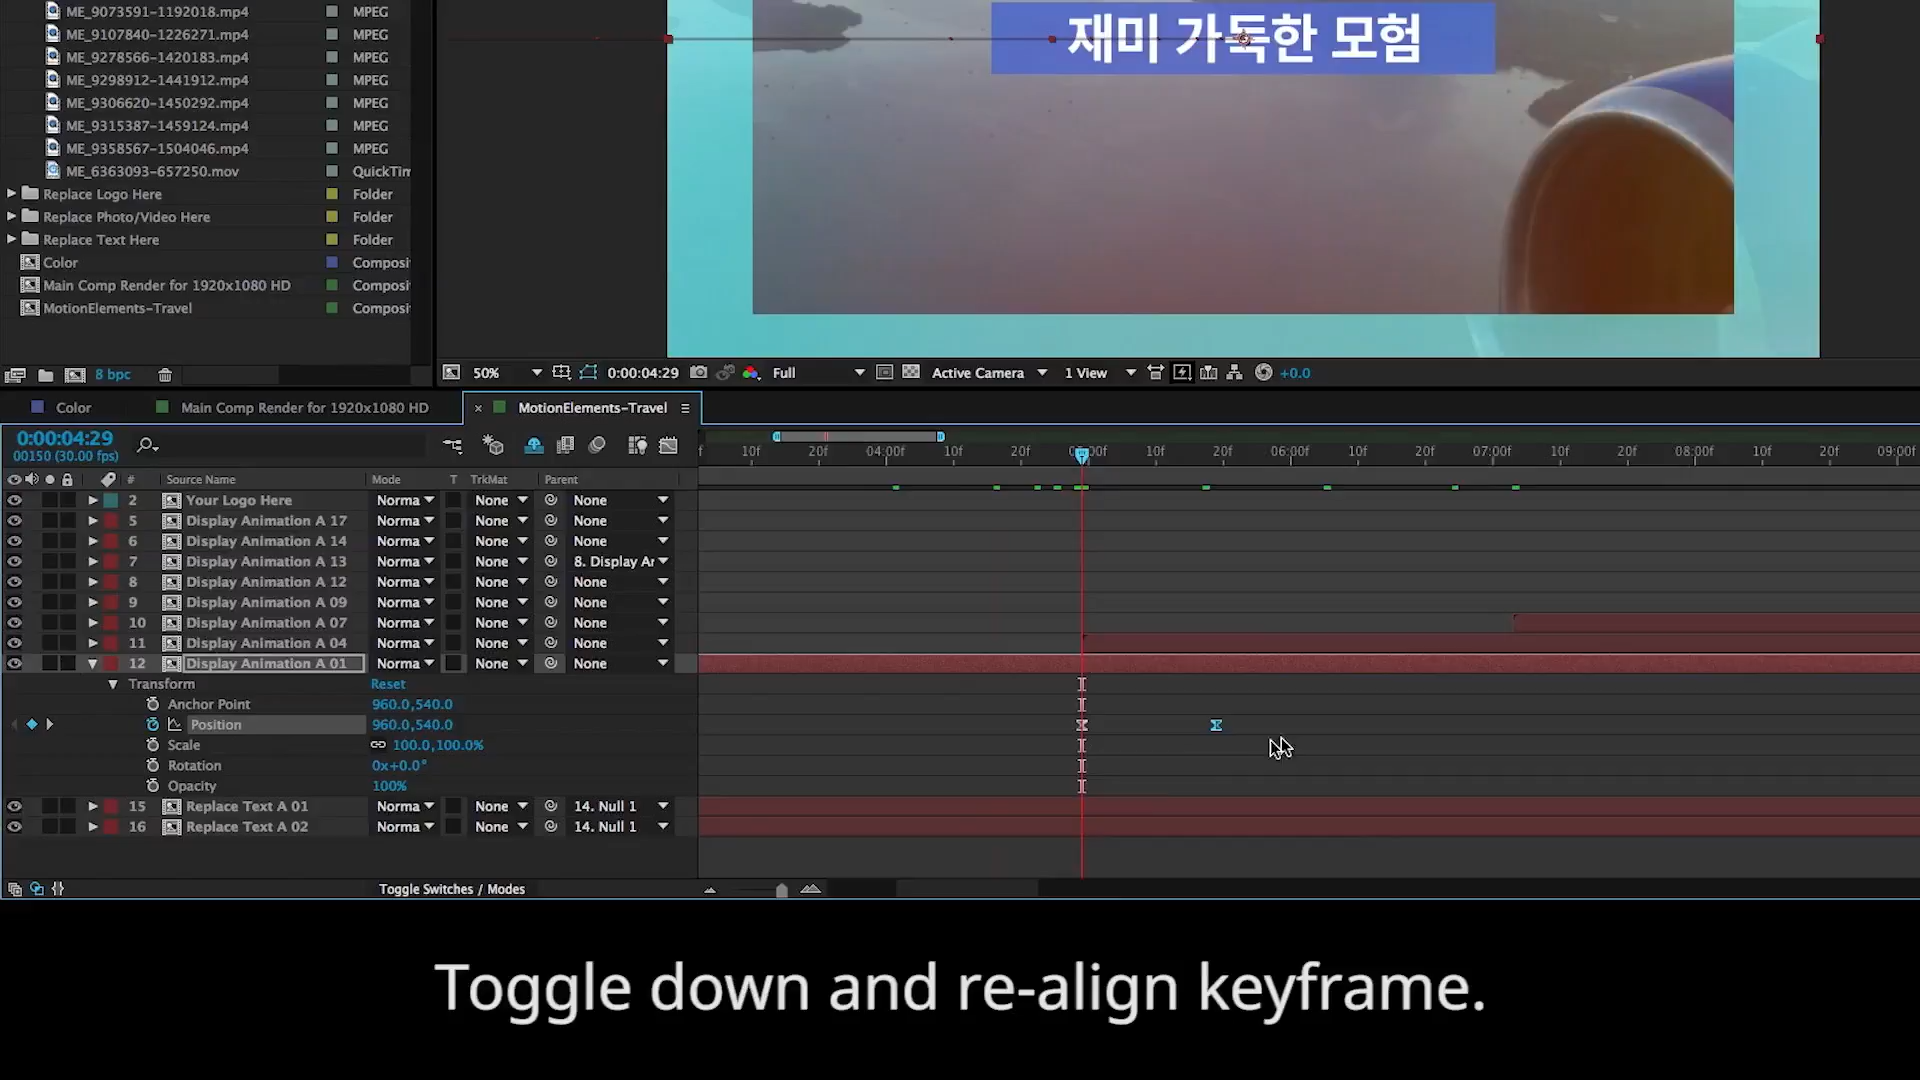 ME_9073591-1192018.mp4 MPEG
ME_9107840-1226271.mp4 MPEG
ME_9278566-1420183.mp4 MPEG
ME_9298912-1441912.mp4 MPEG
ME_9306620-1450292.mp4 MPEG
ME_9315387-1459124.mp4 MPEG
ME_9358567-1504046.mp4 MPEG
ME_6363093-657250.mov QuickTim
Replace Logo Here Folder
Replace Photo/Video Here Folder
Replace Text Here Folder
Color Composi
Main Comp Render for 1920x1080 HD Composi
MotionElements-Travel Composi
8 bpc
재미 가득한 모험
50% 0:00:04:29 Full Active Camera 1 View +0.0
Color Main Comp Render for 1920x1080 HD × MotionElements-Travel
0:00:04:29
00150 (30.00 fps)
f 10f 20f 04:00f 10f 20f 10f 20f 06:00f 10f 20f 07:00f 10f 20f 08:00f 10f 20f 09:00f
# Source Name Mode T TrkMat Parent
2 Your Logo Here Norma None None
5 Display Animation A 17 Norma None None
6 Display Animation A 14 Norma None None
7 Display Animation A 13 Norma None 8. Display Ar
8 Display Animation A 12 Norma None None
9 Display Animation A 09 Norma None None
10 Display Animation A 07 Norma None None
11 Display Animation A 04 Norma None None
12 Display Animation A 01 Norma None None
Transform Reset
Anchor Point 960.0,540.0
Position 960.0,540.0
Scale 100.0,100.0%
Rotation 0x+0.0°
Opacity 100%
15 Replace Text A 01 Norma None 14. Null 1
16 Replace Text A 02 Norma None 14. Null 1
Toggle Switches / Modes
Toggle down and re-align keyframe.